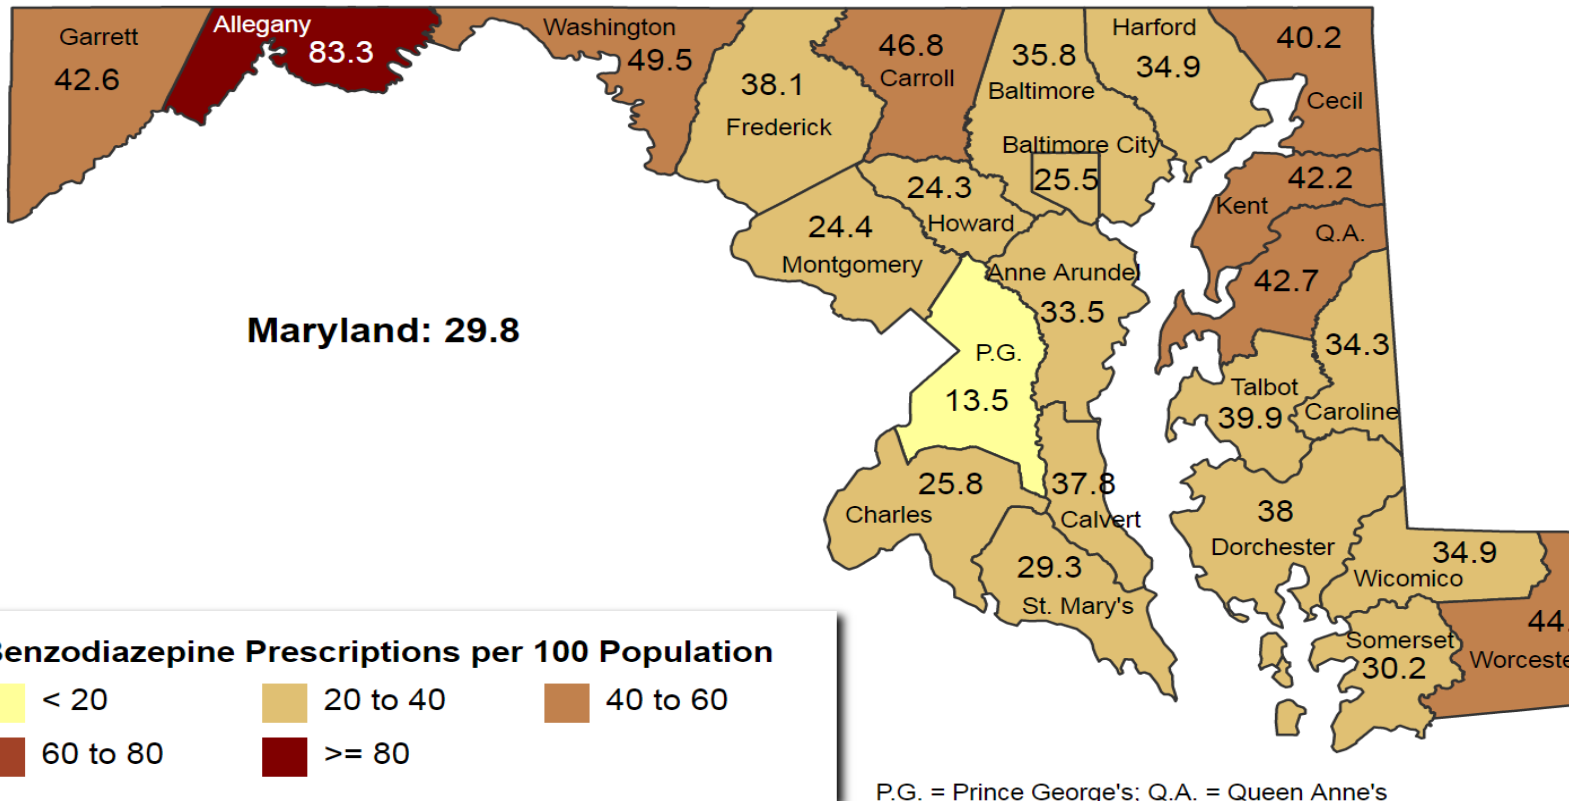 Garrett
42.6
Allegany
83.3
Washington
49.5
38.1
Frederick
46.8
Carroll
35.8
Baltimore
Harford
34.9
40.2
Cecil
Baltimore City
25.5
24.3
Howard
24.4
Montgomery
42.2
Kent
Q.A.
42.7
Anne Arundel
33.5
Maryland: 29.8
P.G.
13.5
34.3
Caroline
Talbot
39.9
25.8
Charles
37.8
Calvert
38
Dorchester
29.3
St. Mary's
34.9
Wicomico
Somerset
30.2
44.
Worceste
Benzodiazepine Prescriptions per 100 Population
< 20
20 to 40
40 to 60
60 to 80
>= 80
P.G. = Prince George's; Q.A. = Queen Anne's